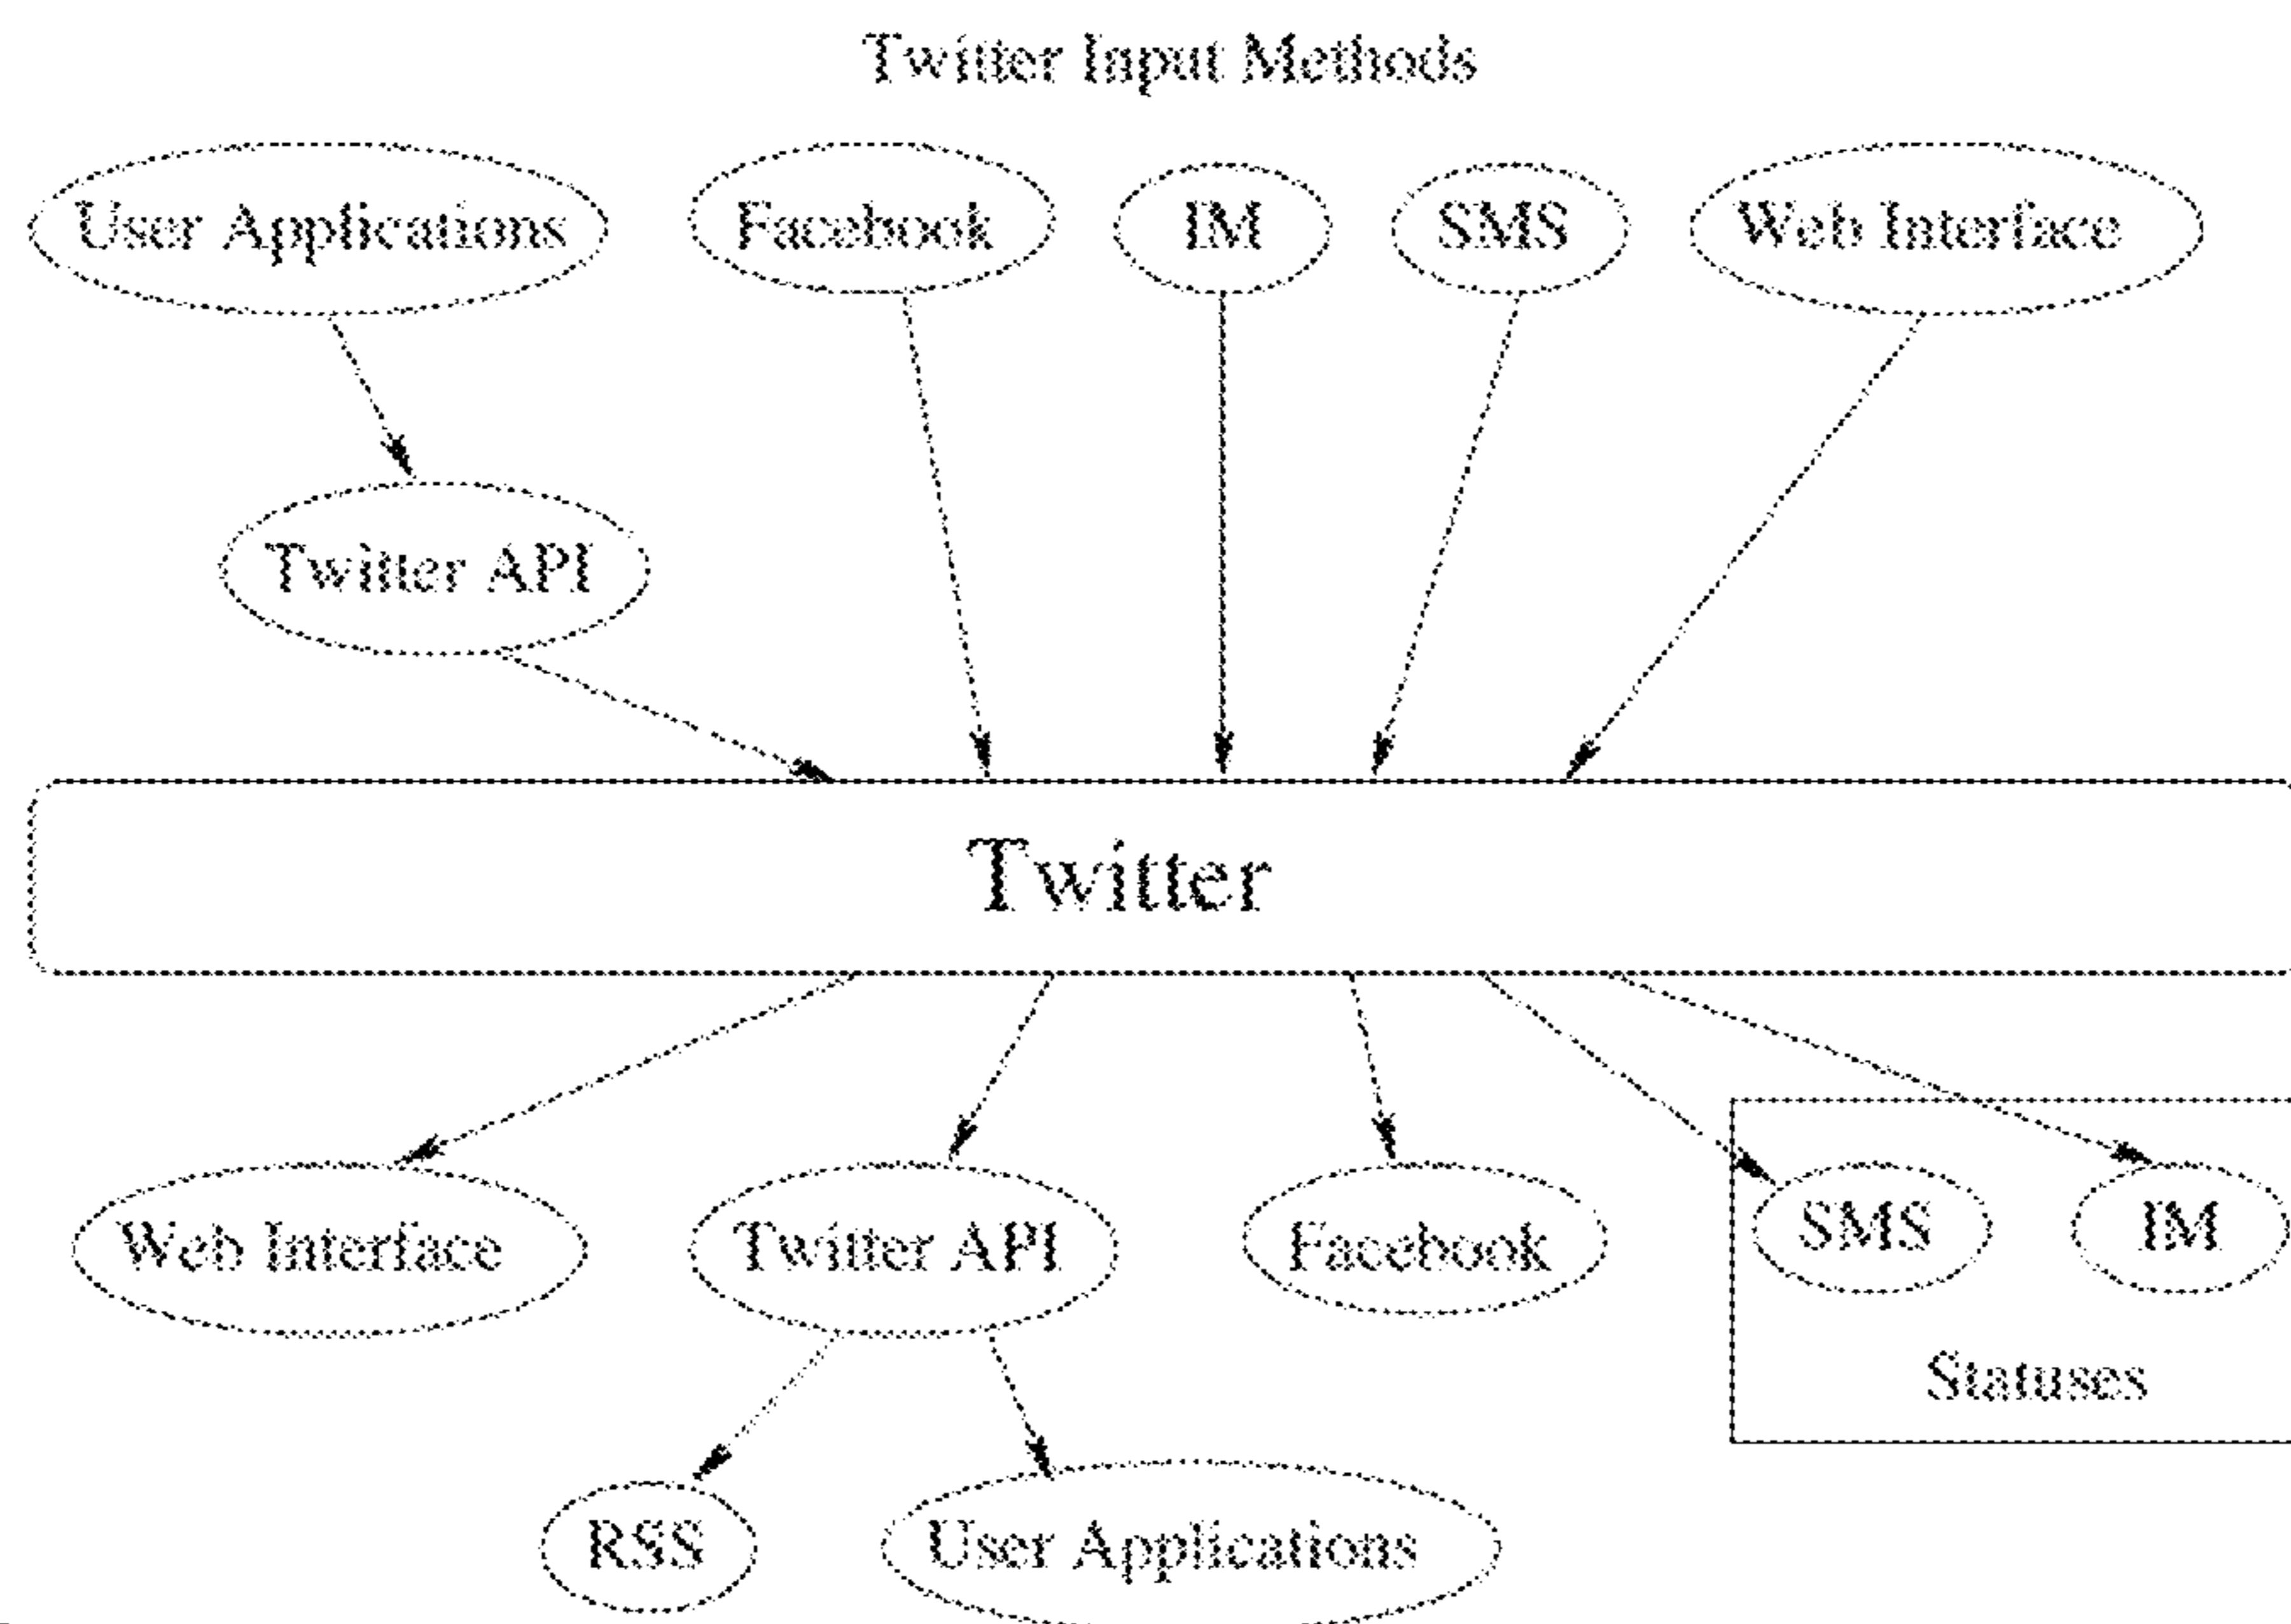 Twitter Input Methods
User Applications
Facebook
IM
SMS
Web Interface
Twitter API
Twitter
Web Interface
Twitter API
Facebook
SMS
IM
Statuses
RSS
User Applications